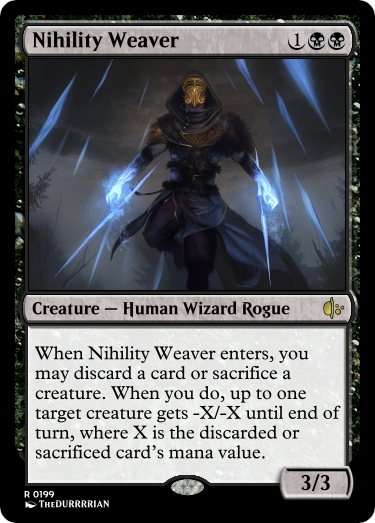 Nihility Weaver 1
Creature — Human Wizard Rogue
When Nihility Weaver enters, you
may discard a card or sacrifice a
creature. When you do, up to one
target creature gets -X/-X until end of
turn, where X is the discarded or
sacrificed card's mana value.
3/3
R 0199
TheDurrrrian